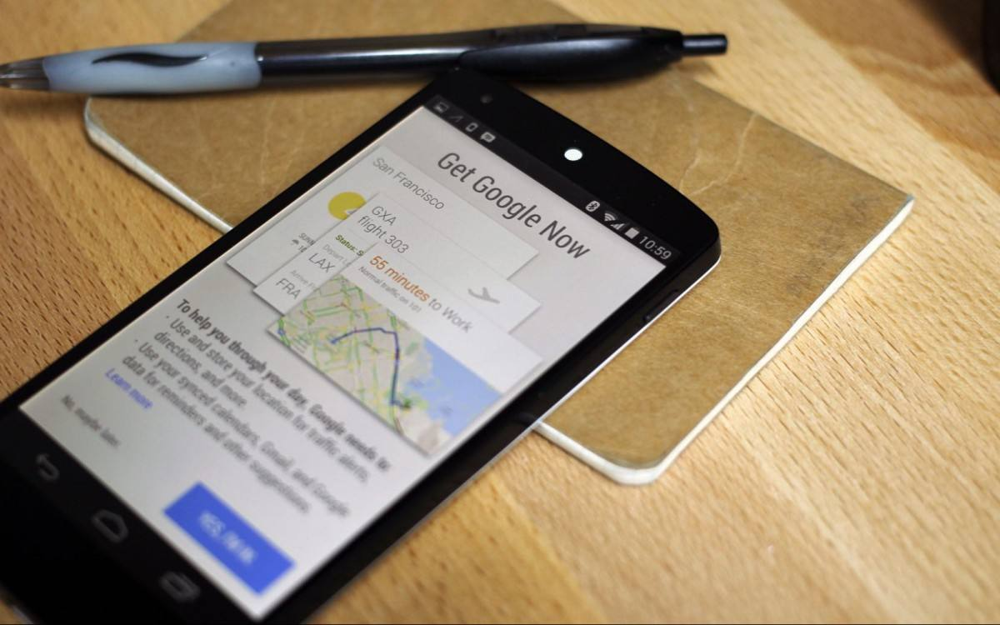 10:59
Get Google Now
San Francisco
GXA
flight 303
Status: S
Depart L
LAX
FRA
55 minutes to Work
Normal traffic on 101
To help you through your day, Google needs to:
· Use and store your location for traffic alerts,
directions, and more.
· Use your synced calendars, Gmail, and Google
data for reminders and other suggestions.
Learn more
No, maybe later.
YES, I'M IN.